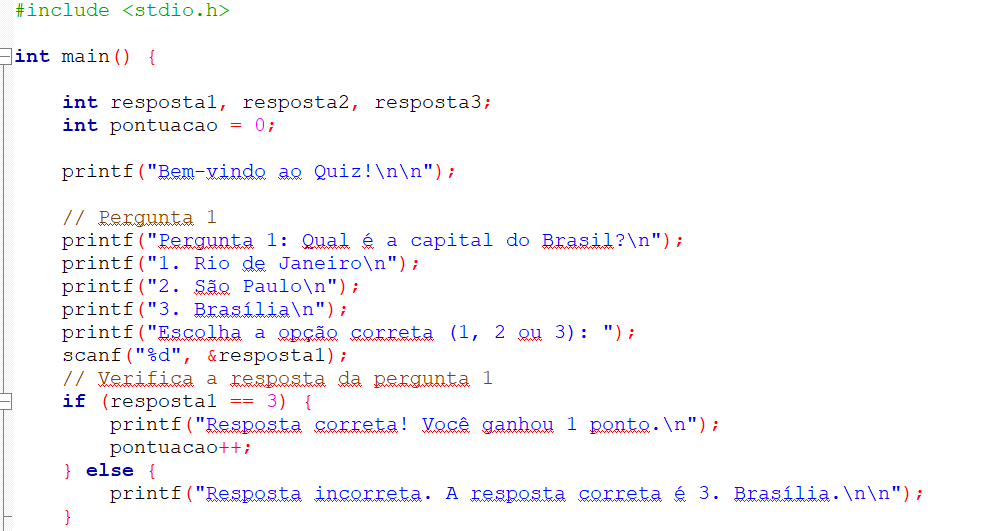 #include <stdio.h>
int main() {
int resposta1, resposta2, resposta3;
int pontuacao = 0;
printf("Bem-vindo ao Quiz!\n\n");
// Pergunta 1
printf("Pergunta 1: Qual é a capital do Brasil?\n");
printf("1. Rio de Janeiro\n");
printf("2. São Paulo\n");
printf("3. Brasília\n");
printf("Escolha a opção correta (1, 2 ou 3): ");
scanf("%d", &resposta1);
// Verifica a resposta da pergunta 1
if (resposta1 == 3) {
printf("Resposta correta! Você ganhou 1 ponto.\n");
pontuacao++;
} else {
printf("Resposta incorreta. A resposta correta é 3. Brasília.\n\n");
}